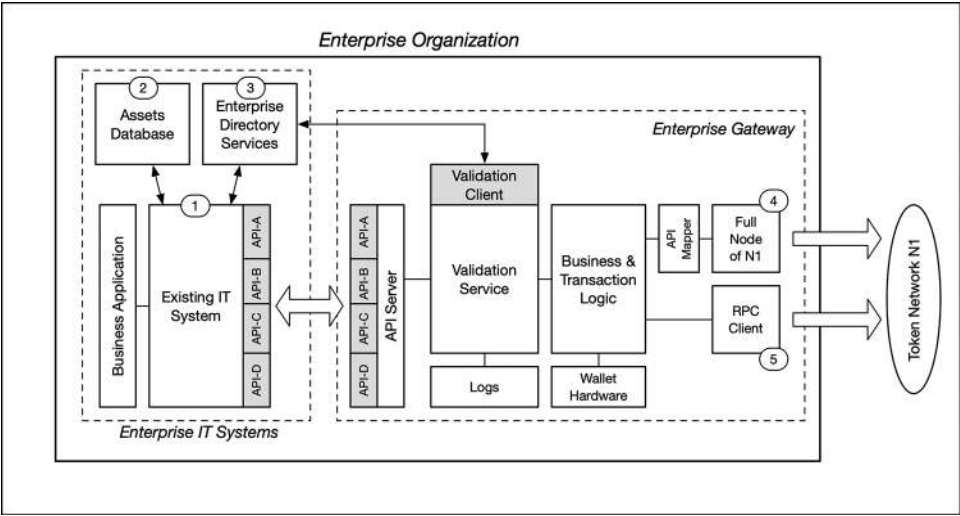 Enterprise Organization
2
Assets
Database
3
Enterprise
Directory
Services
1
Business Application
Existing IT
System
API-A
API-B
API-C
API-D
Enterprise IT Systems
Enterprise Gateway
API-A
API-B
API-C
API-D
API Server
Validation
Client
Validation
Service
Logs
Business &
Transaction
Logic
Wallet
Hardware
API
Mapper
4
Full
Node
of N1
RPC
Client
5
Token Network N1